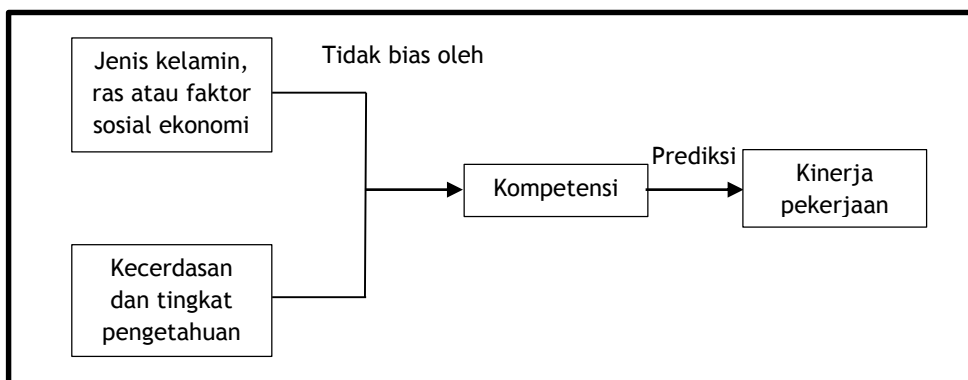 Jenis kelamin,
ras atau faktor
sosial ekonomi
Tidak bias oleh
Kompetensi
Prediksi
Kinerja
pekerjaan
Kecerdasan
dan tingkat
pengetahuan